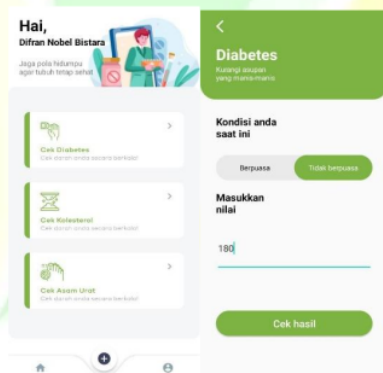 Hai,
Difran Nobel Bistara
Jaga pola hidupmu
agar tubuh tetap sehat
Cek Diabetes
Cek darah anda secara berkala!
Cek Kolesterol
Cek darah anda secara berkala!
Cek Asam Urat
Cek darah anda secara berkala!
Diabetes
Kurangi asupan
yang manis-manis
Kondisi anda
saat ini
Berpuasa
Tidak berpuasa
Masukkan
nilai
180
Cek hasil